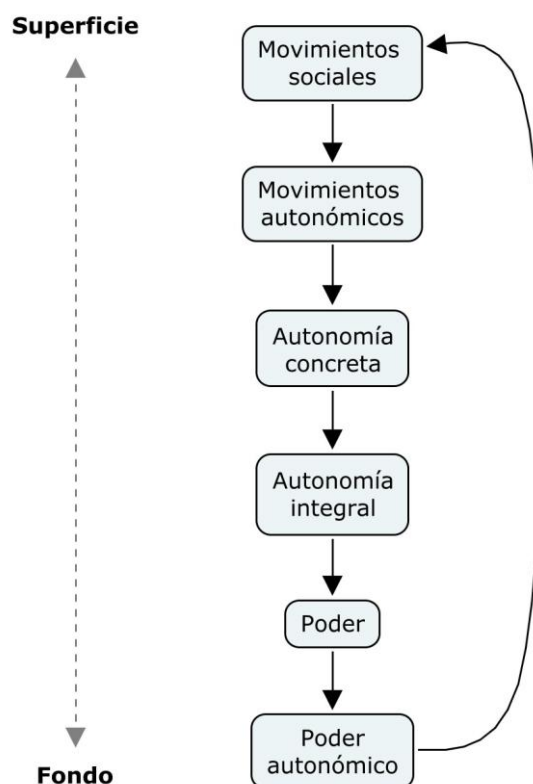 Superficie
Movimientos
sociales
Movimientos
autonómicos
Autonomía
concreta
Autonomía
integral
Poder
Poder
autonómico
Fondo